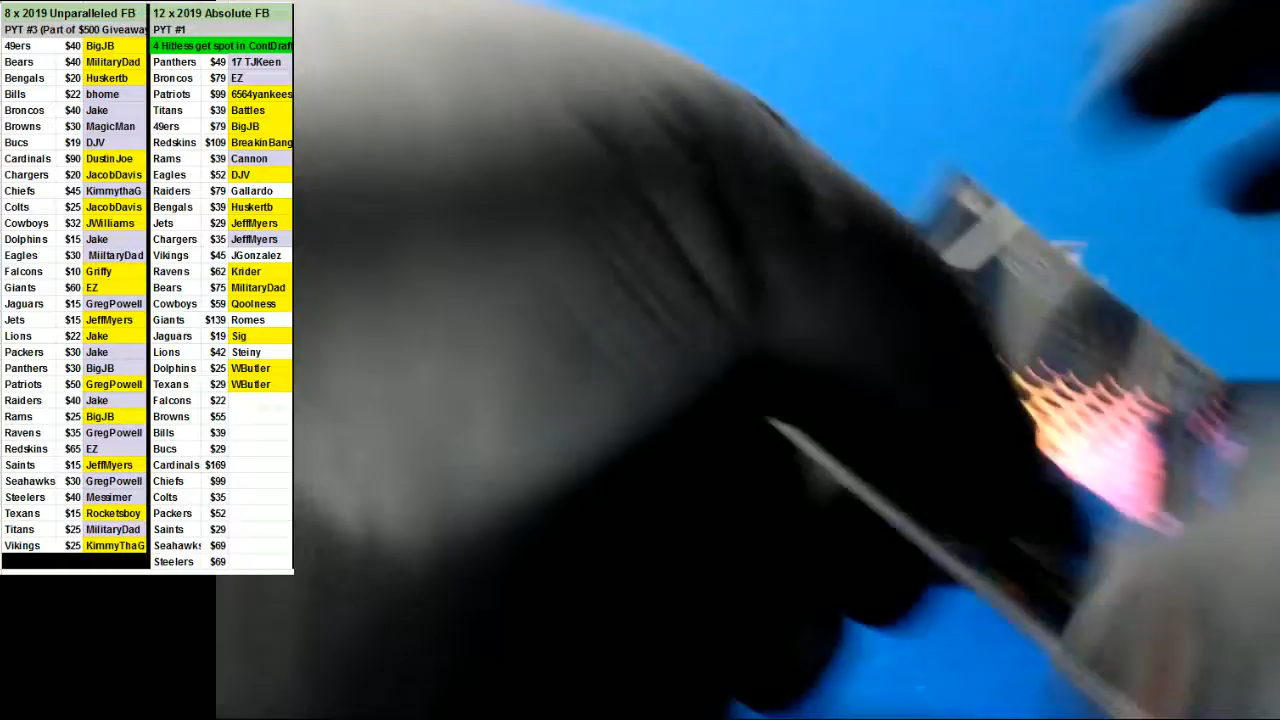 8 x 2019 Unparalleled FB
PYT #3 (Part of $500 Giveaway
49ers $40 BigJB
Bears $40 MilitaryDad
Bengals $20 Huskertb
Bills $22 bhome
Broncos $40 Jake
Browns $30 MagicMan
Bucs $19 DJV
Cardinals $90 DustinJoe
Chargers $20 JacobDavis
Chiefs $45 KimmythaG
Colts $25 JacobDavis
Cowboys $32 JWilliams
Dolphins $15 Jake
Eagles $30 MiiltaryDad
Falcons $10 Griffy
Giants $60 EZ
Jaguars $15 GregPowell
Jets $15 JeffMyers
Lions $22 Jake
Packers $30 Jake
Panthers $30 BigJB
Patriots $50 GregPowell
Raiders $40 Jake
Rams $25 BigJB
Ravens $35 GregPowell
Redskins $65 EZ
Saints $15 JeffMyers
Seahawks $30 GregPowell
Steelers $40 Messimer
Texans $15 Rocketsboy
Titans $25 MilitaryDad
Vikings $25 KimmyThaG
12 x 2019 Absolute FB
PYT #1
4 Hitless get spot in ContDraft
Panthers $49 17 TJKeen
Broncos $79 EZ
Patriots $99 6564yankees
Titans $39 Battles
49ers $79 BigJB
Redskins $109 BreakinBang
Rams $39 Cannon
Eagles $52 DJV
Raiders $79 Gallardo
Bengals $39 Huskertb
Jets $29 JeffMyers
Chargers $35 JeffMyers
Vikings $45 JGonzalez
Ravens $62 Krider
Bears $75 MilitaryDad
Cowboys $59 Qoolness
Giants $139 Romes
Jaguars $19 Sig
Lions $42 Steiny
Dolphins $25 WButler
Texans $29 WButler
Falcons $22
Browns $55
Bills $39
Bucs $29
Cardinals $169
Chiefs $99
Colts $35
Packers $52
Saints $29
Seahawks $69
Steelers $69